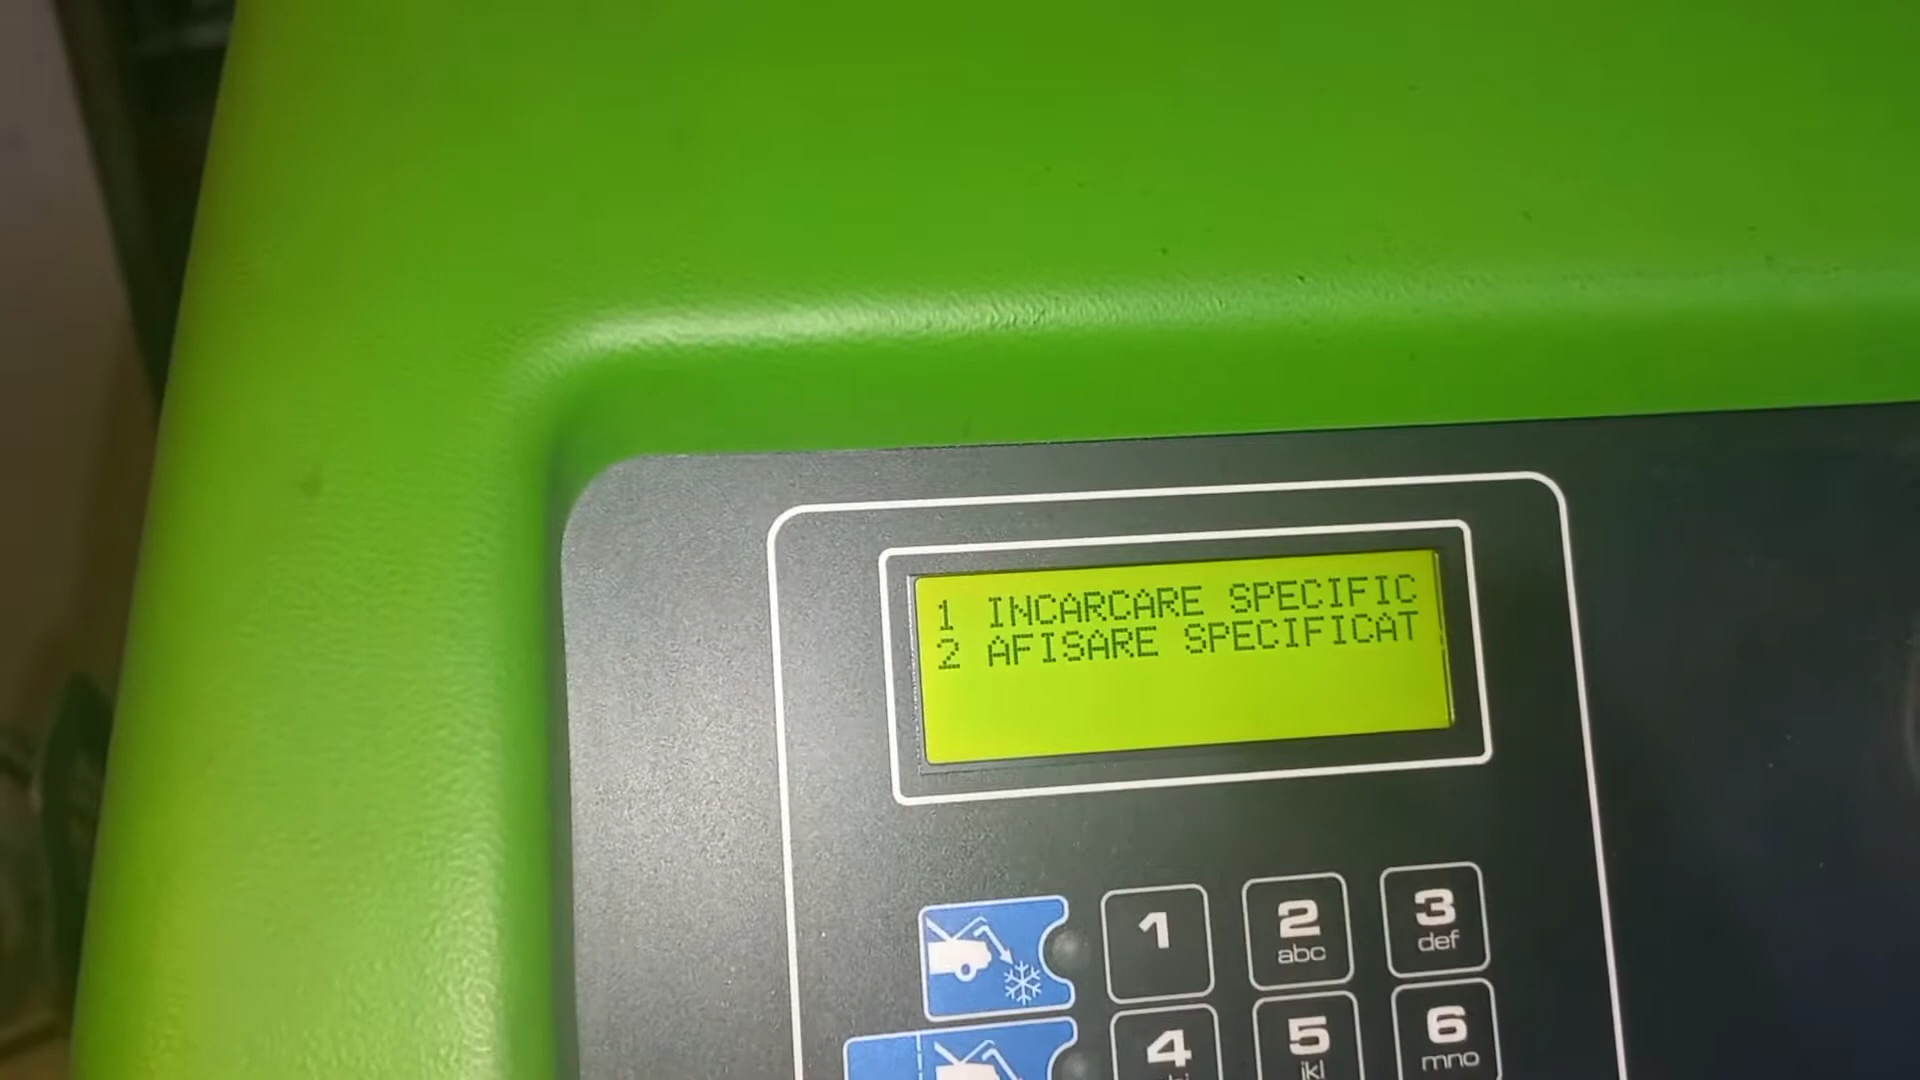 1 INCARCARE SPECIFIC
2 AFISARE SPECIFICAT
1
2
abc
3
def
4
5
jkl
6
mno